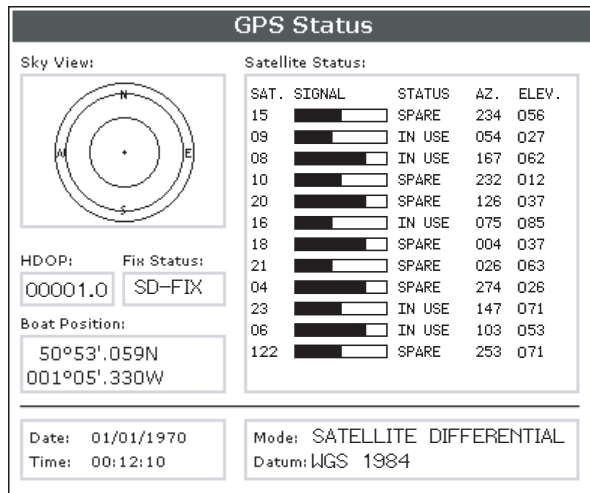 GPS Status
Sky View:
N
W
E
S
HDOP:
00001.0
Fix Status:
SD-FIX
Boat Position:
50°53'.059N
001°05'.330W
Satellite Status:
SAT. SIGNAL STATUS AZ. ELEV.
15 SPARE 234 056
09 IN USE 054 027
08 IN USE 167 062
10 SPARE 232 012
20 SPARE 126 037
16 IN USE 075 085
18 SPARE 004 037
21 SPARE 026 063
04 SPARE 274 026
23 IN USE 147 071
06 IN USE 103 053
122 SPARE 253 071
Date: 01/01/1970
Time: 00:12:10
Mode: SATELLITE DIFFERENTIAL
Datum: WGS 1984